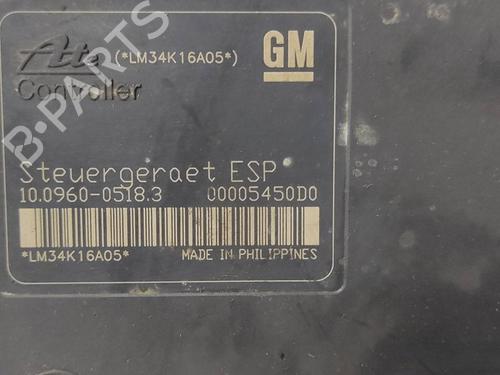 Ate (*LM34K16A05*) GM
Controller
B-PARTS
Steuergeraet ESP
10.0960-0518.3 00005450D0
*LM34K16A05* MADE IN PHILIPPINES